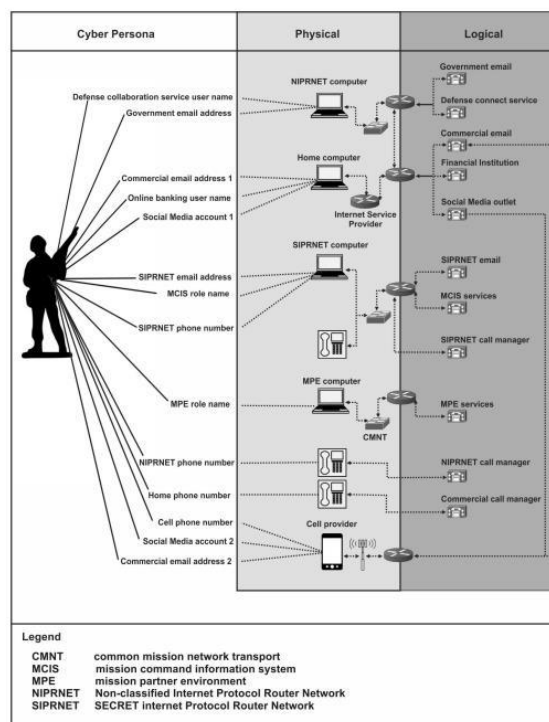 Cyber Persona
Physical
Logical
Defense collaboration service user name
Government email address
Commercial email address 1
Online banking user name
Social Media account 1
SIPRNET email address
MCIS role name
SIPRNET phone number
MPE role name
NIPRNET phone number
Home phone number
Cell phone number
Social Media account 2
Commercial email address 2
NIPRNET computer
Home computer
Internet Service
Provider
SIPRNET computer
MPE computer
CMNT
Cell provider
Government email
Defense connect service
Commercial email
Financial Institution
Social Media outlet
SIPRNET email
MCIS services
SIPRNET call manager
MPE services
NIPRNET call manager
Commercial call manager
Legend
CMNT common mission network transport
MCIS mission command information system
MPE mission partner environment
NIPRNET Non-classified Internet Protocol Router Network
SIPRNET SECRET internet Protocol Router Network